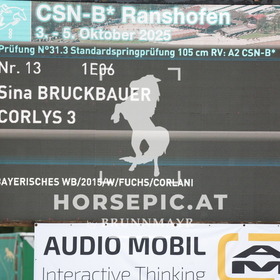 CSN-B* Ranshofen
3. - 5. Oktober 2025
Prüfung N°31.3 Standardspringprüfung 105 cm RV: A2 CSN-B*
Nr. 13
Sina BRUCKBAUER
CORLYS 3
BAYERISCHES WB/2015/W/FUCHS/CORLANI
HORSEPIC.AT
BRUNNMAYR
AUDIO MOBIL
Interactive Thinking